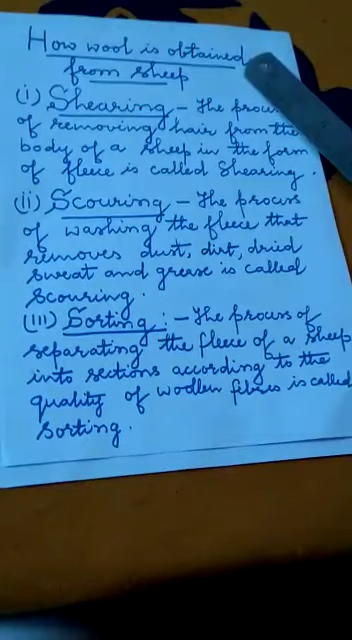 How wool is obtained
from sheep
(i) Shearing - The process
of removing hair from the
body of a sheep in the form
of fleece is called Shearing.
(ii) Scouring - The process
of washing the fleece that
removes dust, dirt, dried
sweat and grease is called
Scouring.
(III) Sorting :- The process of
separating the fleece of a sheep
into sections according to the
quality of woollen fibres is called
Sorting.